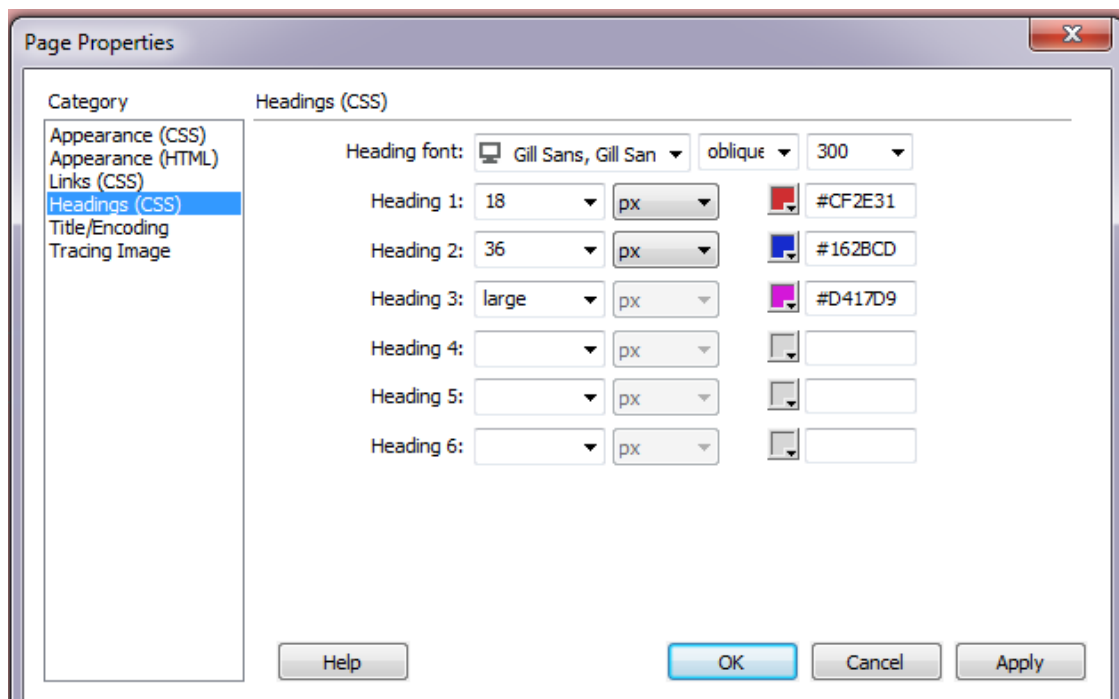 Page Properties
Category
Appearance (CSS)
Appearance (HTML)
Links (CSS)
Headings (CSS)
Title/Encoding
Tracing Image
Headings (CSS)
Heading font: Gill Sans, Gill San oblique 300
Heading 1: 18 px #CF2E31
Heading 2: 36 px #162BCD
Heading 3: large px #D417D9
Heading 4: px
Heading 5: px
Heading 6: px
Help OK Cancel Apply